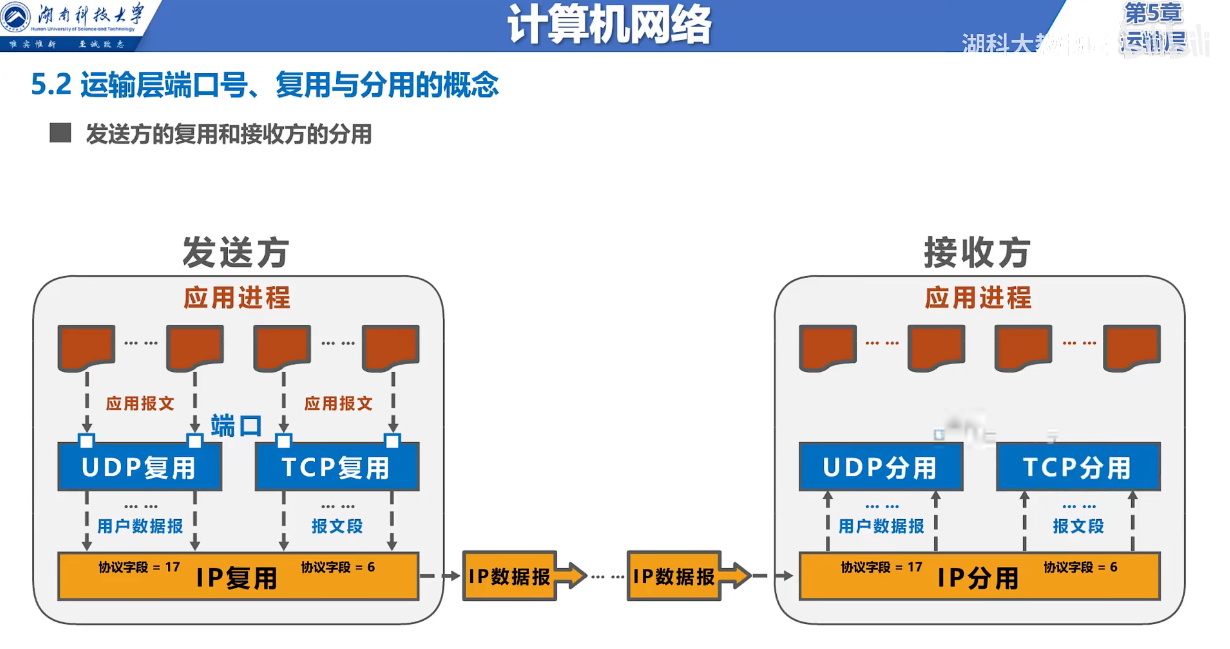 湖南科技大学
Hunan University of Science and Technology
唯实惟新 至诚致志
计算机网络
第5章
运输层
5.2 运输层端口号、复用与分用的概念
发送方的复用和接收方的分用
发送方
接收方
应用进程
应用进程
… …
… …
… …
… …
应用报文
应用报文
端口
UDP复用
TCP复用
UDP分用
TCP分用
… …
… …
… …
… …
用户数据报
报文段
用户数据报
报文段
协议字段 = 17
IP复用
协议字段 = 6
IP数据报
… …
IP数据报
协议字段 = 17
IP分用
协议字段 = 6